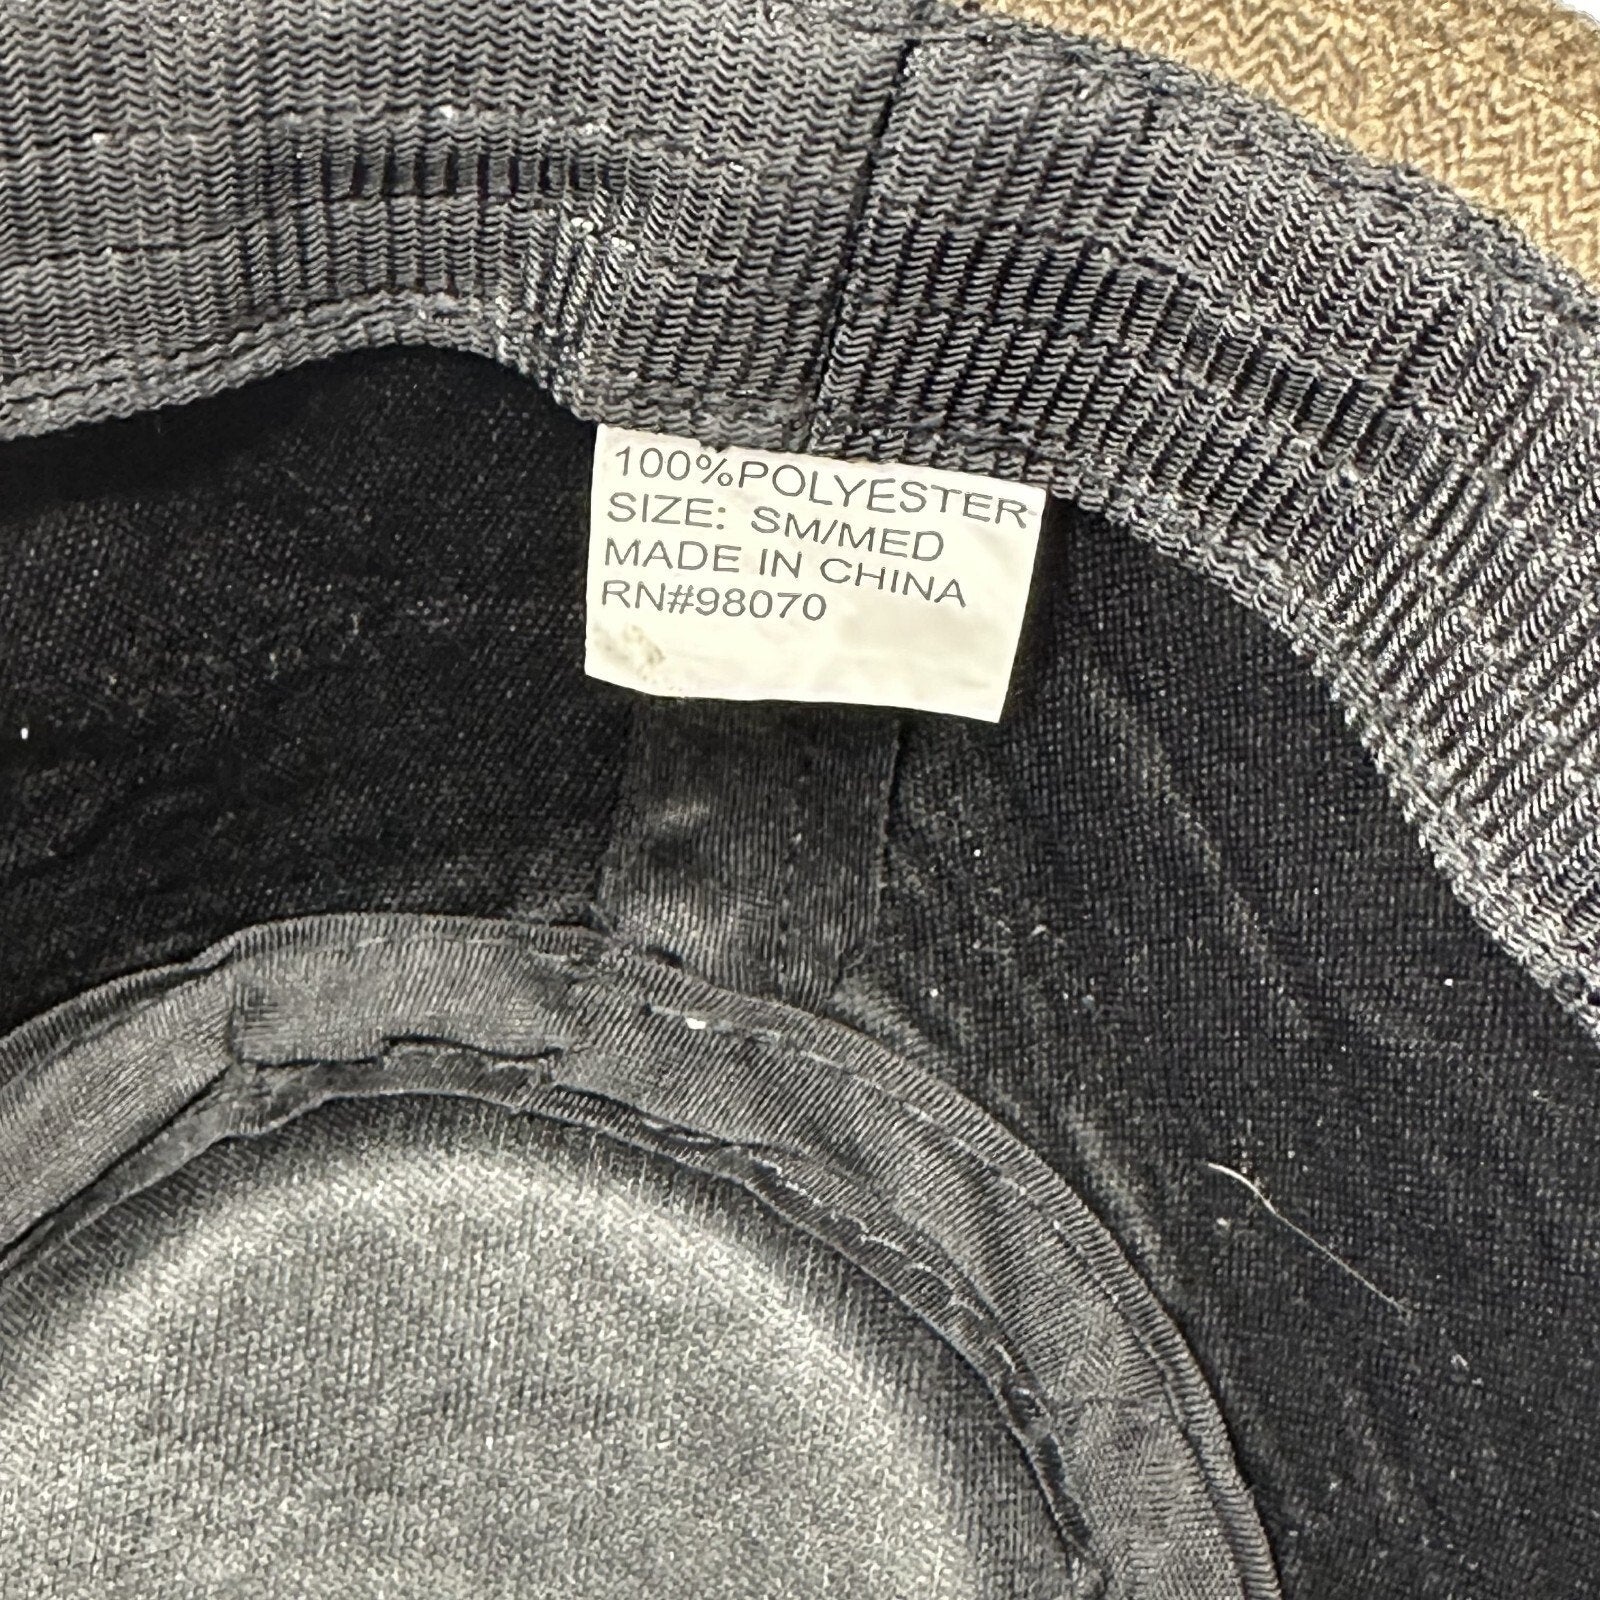 100%POLYESTER
SIZE: SM/MED
MADE IN CHINA
RN#98070